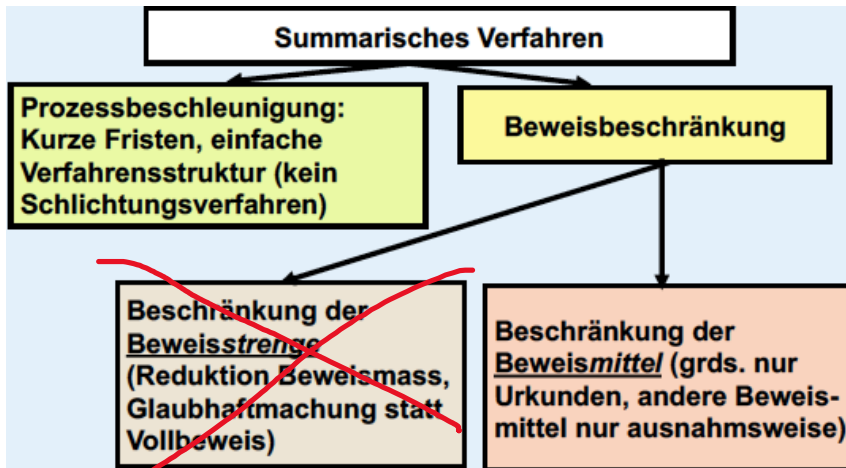 Summarisches Verfahren
Prozessbeschleunigung:
Kurze Fristen, einfache
Verfahrensstruktur (kein
Schlichtungsverfahren)
Beweisbeschränkung
Beschränkung der
Beweisstrenge
(Reduktion Beweismass,
Glaubhaftmachung statt
Vollbeweis)
Beschränkung der
Beweismittel (grds. nur
Urkunden, andere Beweis-
mittel nur ausnahmsweise)